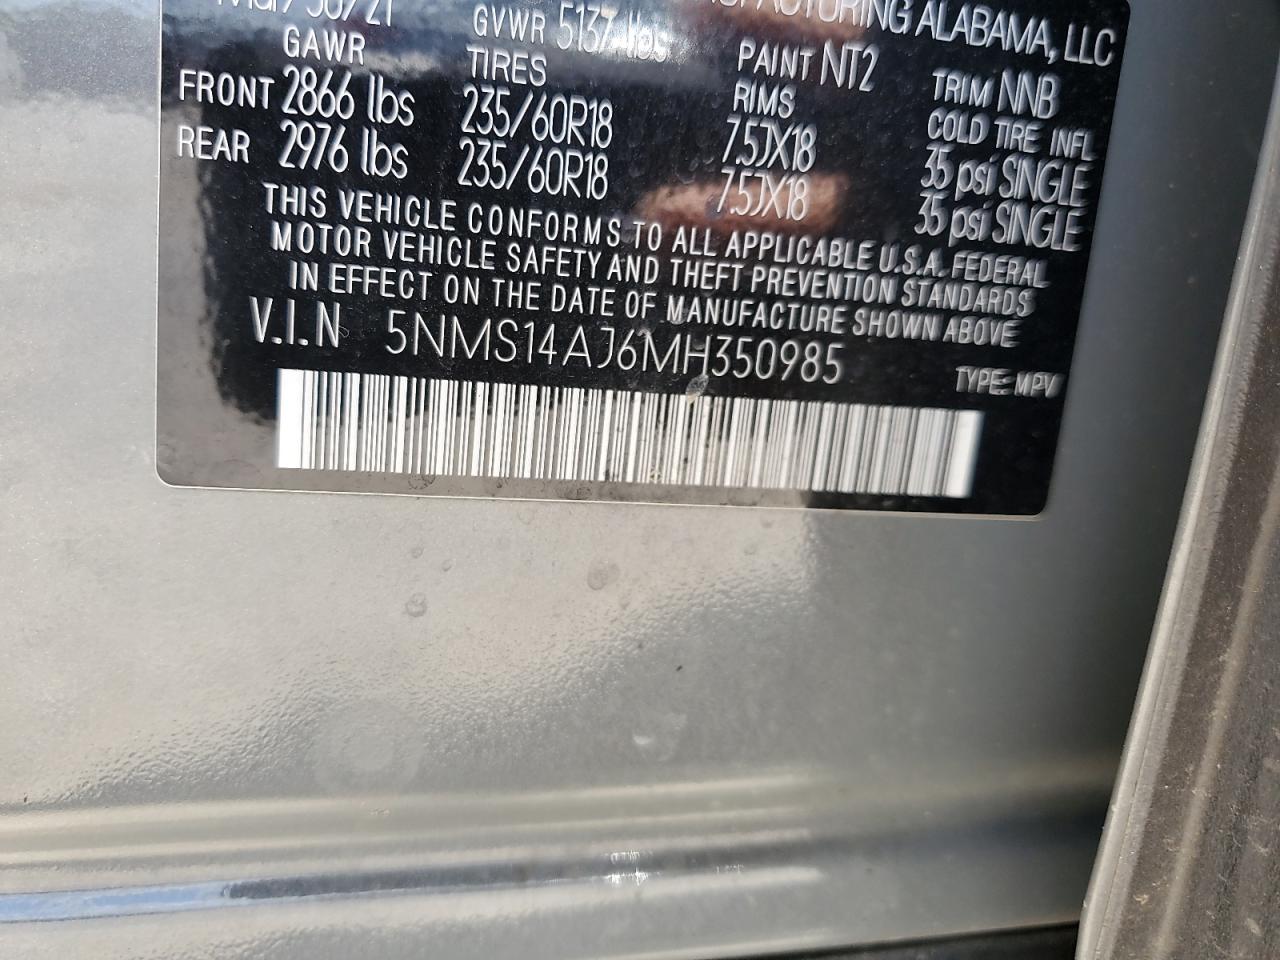 GVWR 5137 lbs
MANUFACTURING ALABAMA, LLC
GAWR TIRES PAINT NT2 TRIM NNB
RIMS COLD TIRE INFL
FRONT 2866 lbs 235/60R18 7.5JX18 35 psi SINGLE
REAR 2976 lbs 235/60R18 7.5JX18 35 psi SINGLE
THIS VEHICLE CONFORMS TO ALL APPLICABLE U.S.A. FEDERAL
MOTOR VEHICLE SAFETY AND THEFT PREVENTION STANDARDS
IN EFFECT ON THE DATE OF MANUFACTURE SHOWN ABOVE
V.I.N 5NMS14AJ6MH350985
TYPE: MPV